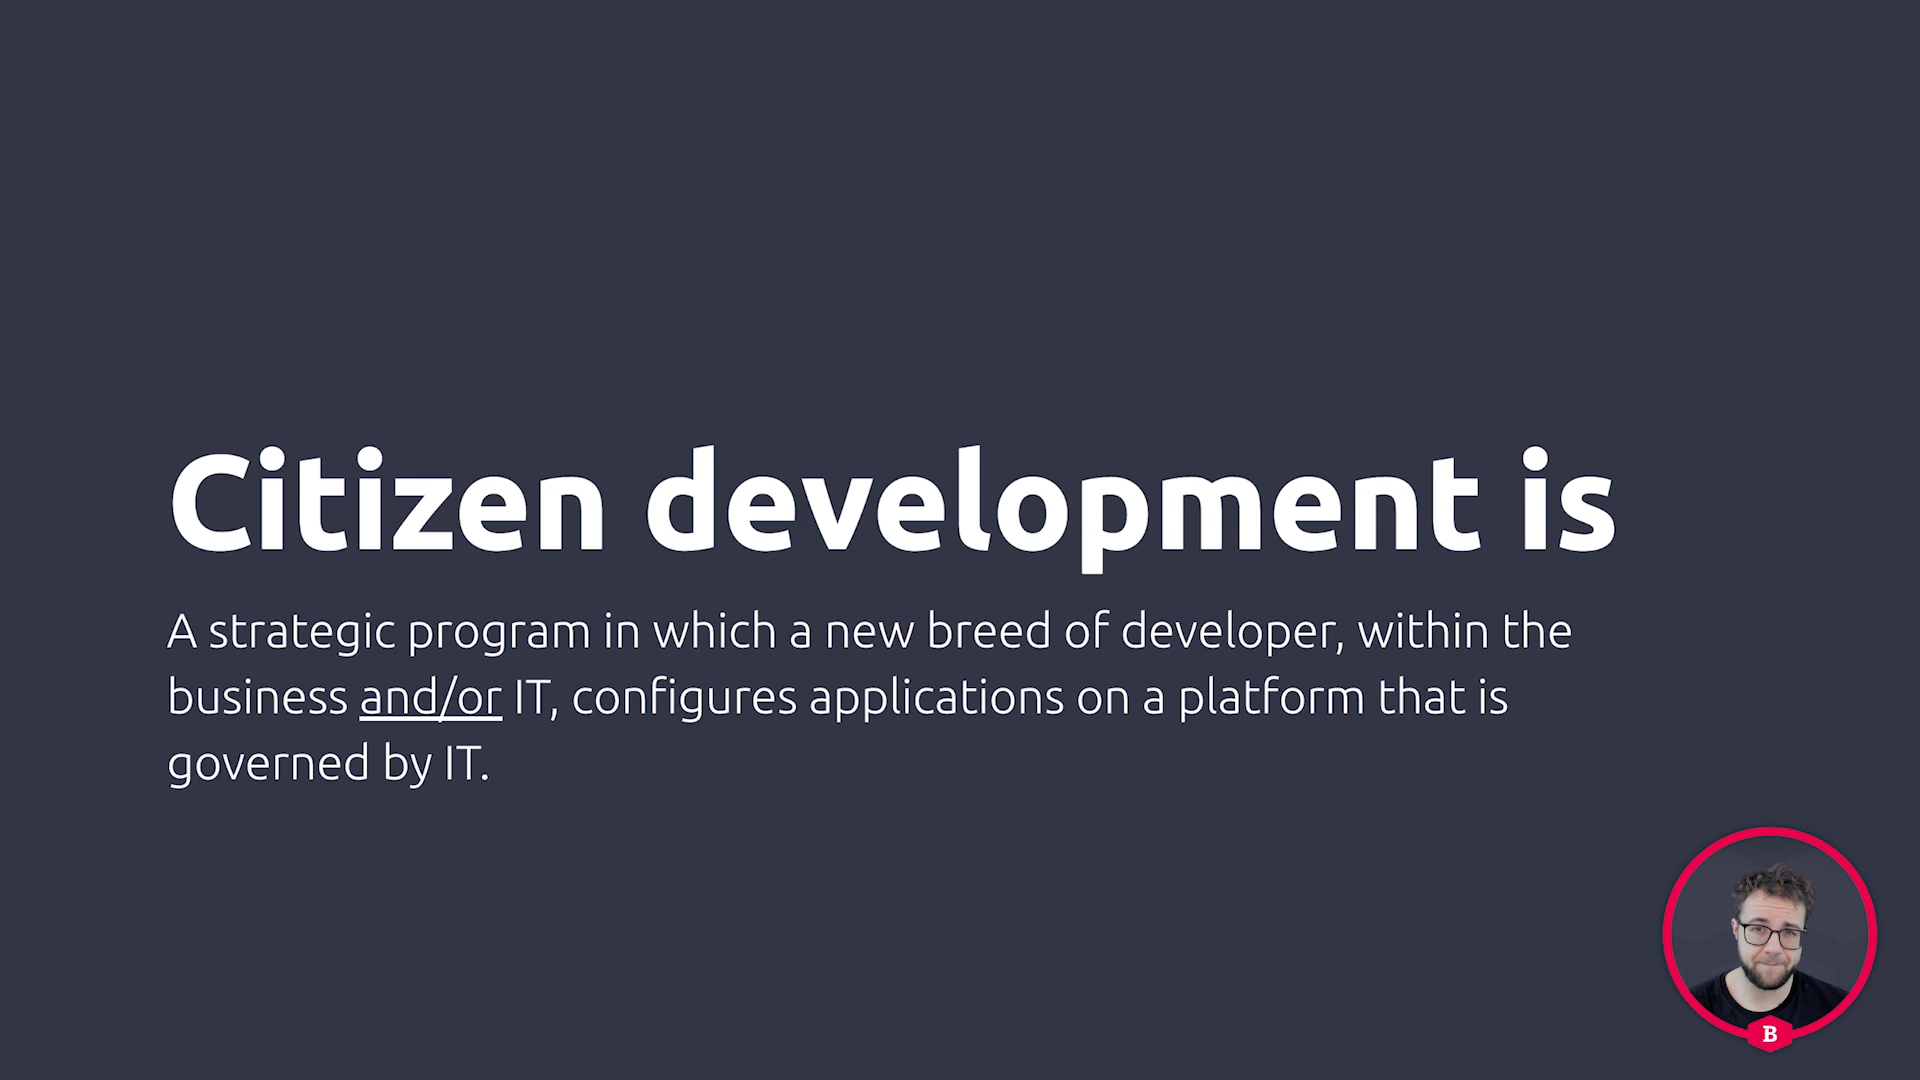 Citizen development is
A strategic program in which a new breed of developer, within the
business and/or IT, configures applications on a platform that is
governed by IT.
B